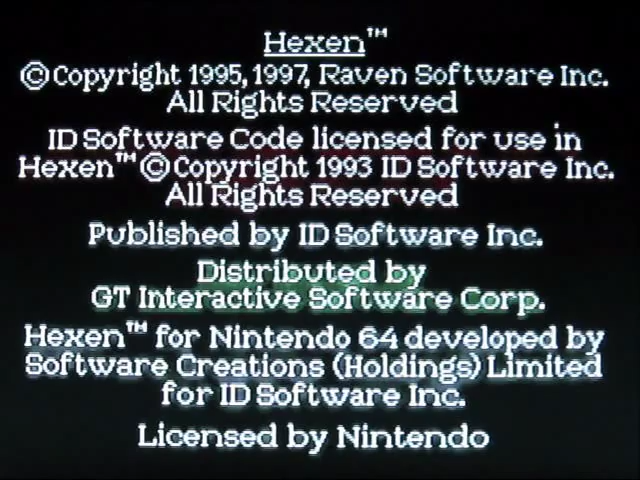 Hexen™
©Copyright 1995, 1997, Raven Software Inc.
All Rights Reserved
ID Software Code licensed for use in
Hexen™ © Copyright 1993 ID Software Inc.
All Rights Reserved
Published by ID Software Inc.
Distributed by
GT Interactive Software Corp.
Hexen™ for Nintendo 64 developed by
Software Creations (Holdings) Limited
for ID Software Inc.
Licensed by Nintendo